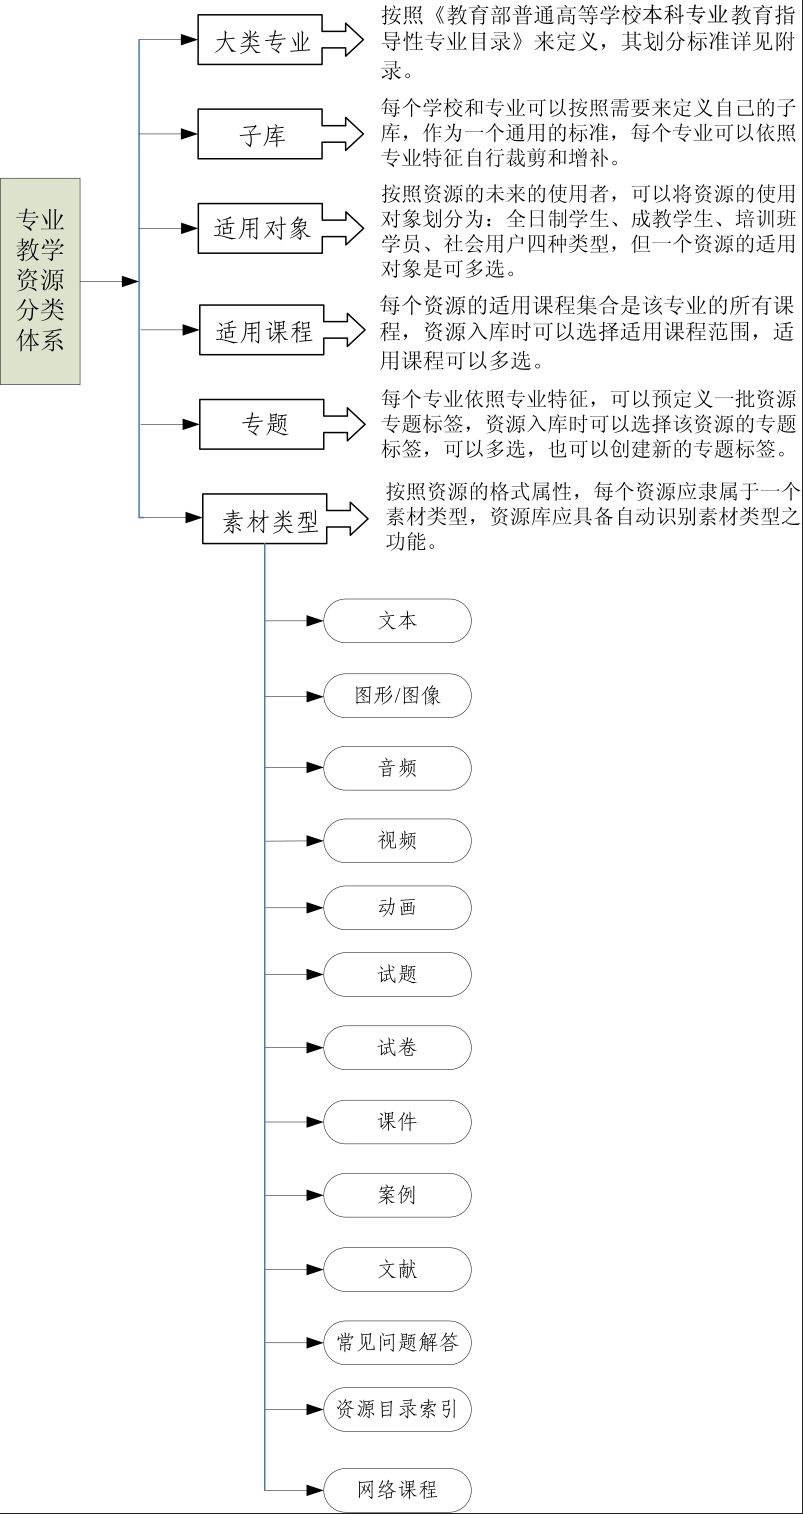 专业
教学
资源
分类
体系
大类专业
按照《教育部普通高等学校本科专业教育指
导性专业目录》来定义，其划分标准详见附
录。
子库
每个学校和专业可以按照需要来定义自己的子
库，作为一个通用的标准，每个专业可以依照
专业特征自行裁剪和增补。
适用对象
按照资源的未来的使用者，可以将资源的使用
对象划分为：全日制学生、成教学生、培训班
学员、社会用户四种类型，但一个资源的适用
对象是可多选。
适用课程
每个资源的适用课程集合是该专业的所有课
程，资源入库时可以选择适用课程范围，适
用课程可以多选。
专题
每个专业依照专业特征，可以预定义一批资源
专题标签，资源入库时可以选择该资源的专题
标签，可以多选，也可以创建新的专题标签。
素材类型
按照资源的格式属性，每个资源应隶属于一个
素材类型，资源库应具备自动识别素材类型之
功能。
文本
图形/图像
音频
视频
动画
试题
试卷
课件
案例
文献
常见问题解答
资源目录索引
网络课程